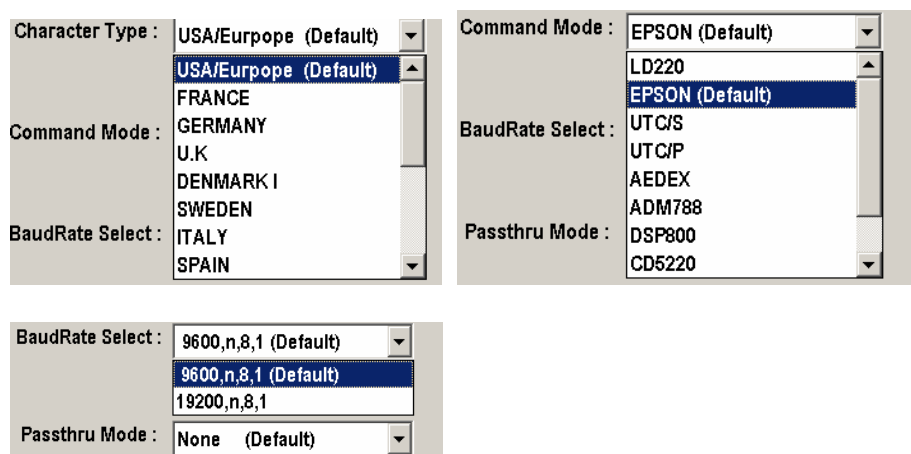 Character Type : USA/Eurpope (Default)
USA/Eurpope (Default)
FRANCE
GERMANY
Command Mode :
U.K
DENMARK I
SWEDEN
BaudRate Select :
ITALY
SPAIN
Command Mode : EPSON (Default)
LD220
EPSON (Default)
BaudRate Select : UTC/S
UTC/P
AEDEX
ADM788
Passthru Mode : DSP800
CD5220
BaudRate Select : 9600,n,8,1 (Default)
9600,n,8,1 (Default)
19200,n,8,1
Passthru Mode : None (Default)